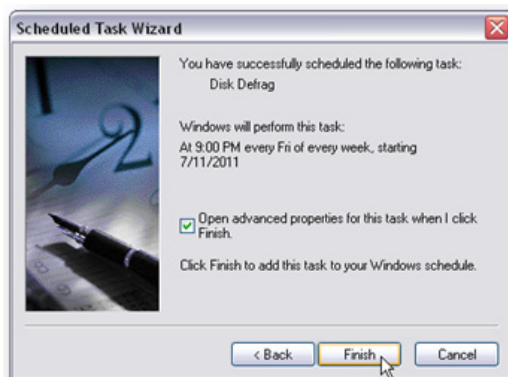 Scheduled Task Wizard
You have successfully scheduled the following task:
Disk Defrag
Windows will perform this task:
At 9:00 PM every Fri of every week, starting
7/11/2011
Open advanced properties for this task when I click
Finish.
Click Finish to add this task to your Windows schedule.
< Back
Finish
Cancel